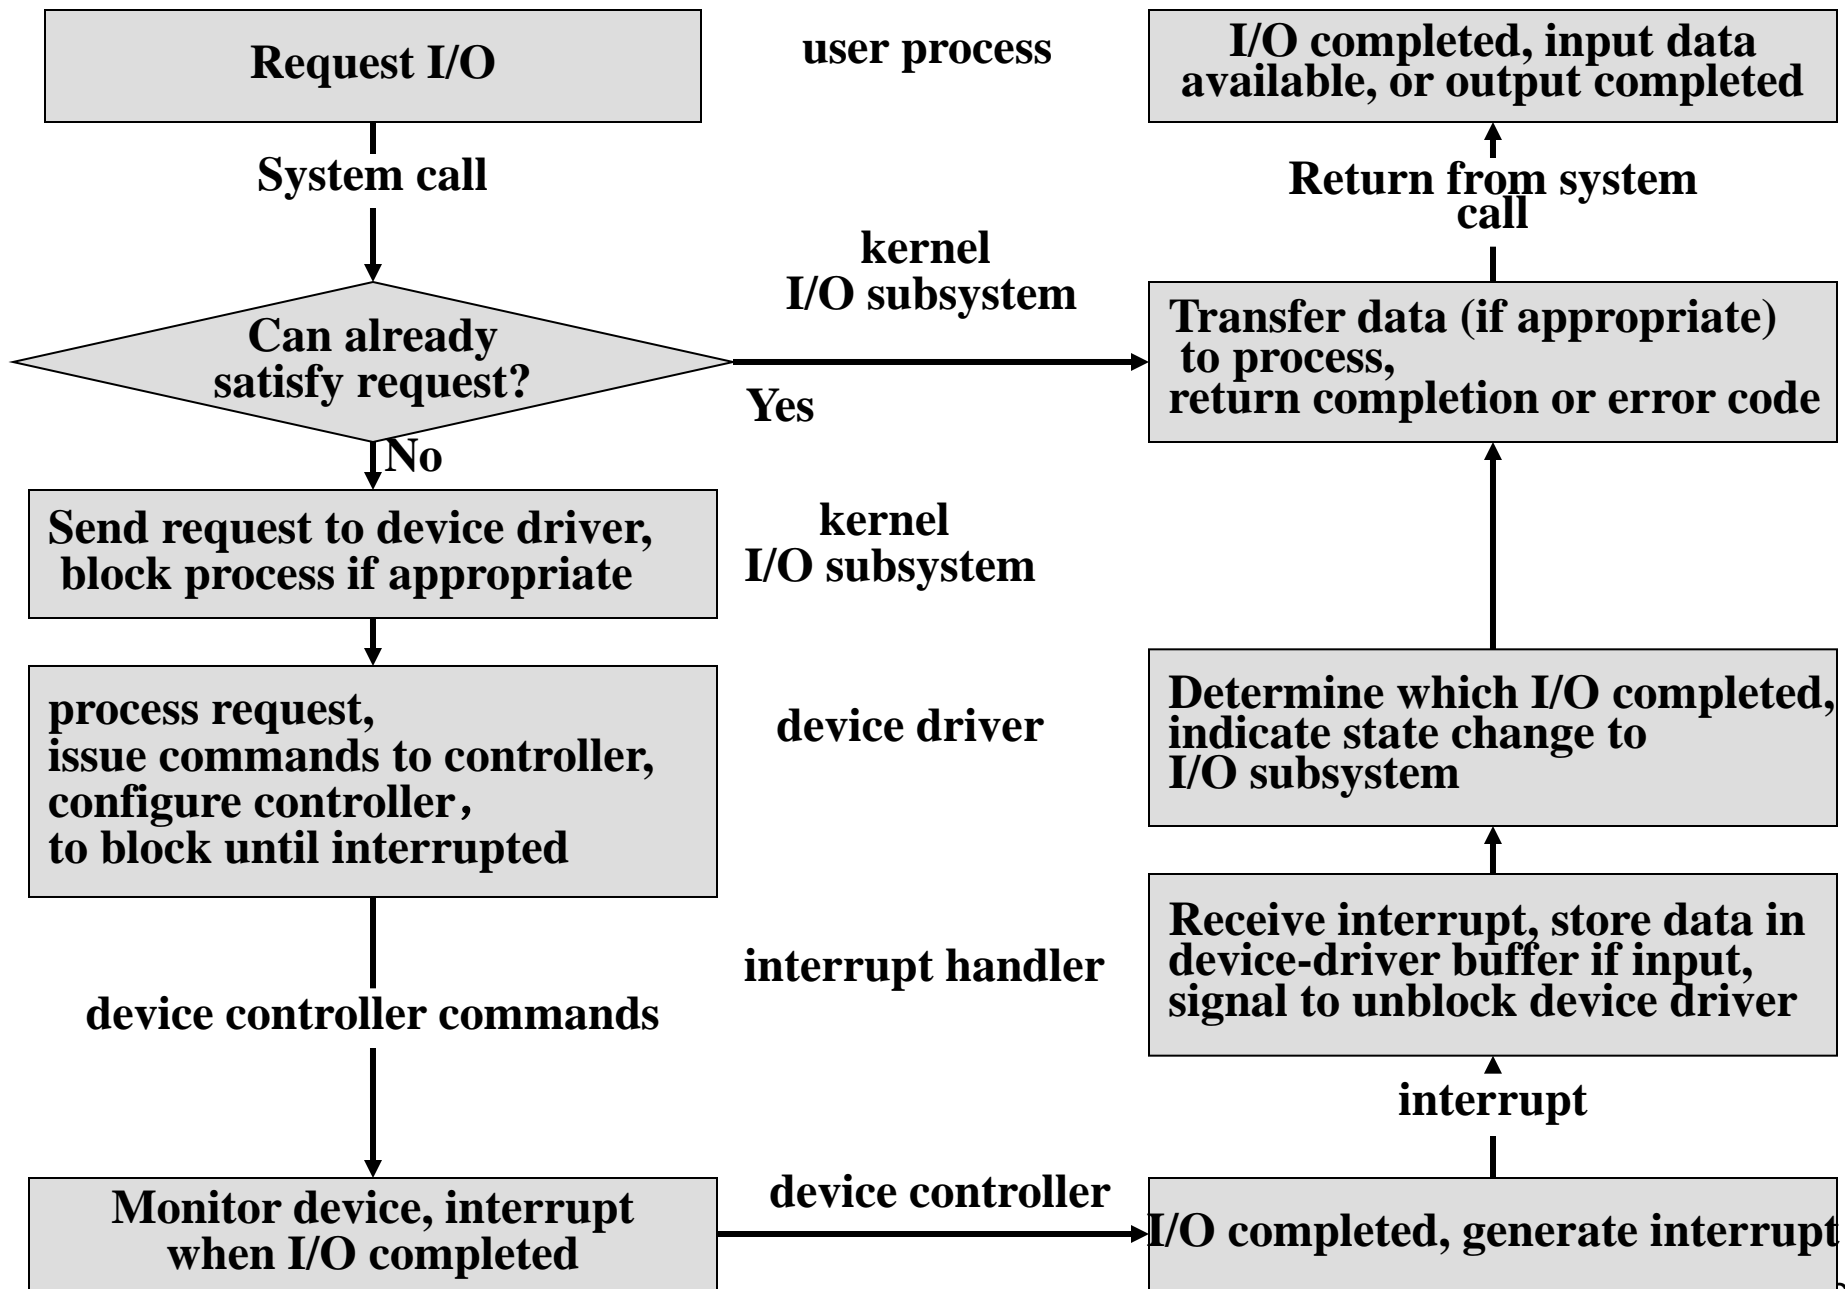 Request I/O
user process
I/O completed, input data
available, or output completed
System call
Return from system
call
kernel
I/O subsystem
Can already
satisfy request?
Yes
Transfer data (if appropriate)
to process,
return completion or error code
No
Send request to device driver,
block process if appropriate
kernel
I/O subsystem
process request,
issue commands to controller,
configure controller，
to block until interrupted
device driver
Determine which I/O completed,
indicate state change to
I/O subsystem
interrupt handler
Receive interrupt, store data in
device-driver buffer if input,
signal to unblock device driver
device controller commands
interrupt
Monitor device, interrupt
when I/O completed
device controller
I/O completed, generate interrupt